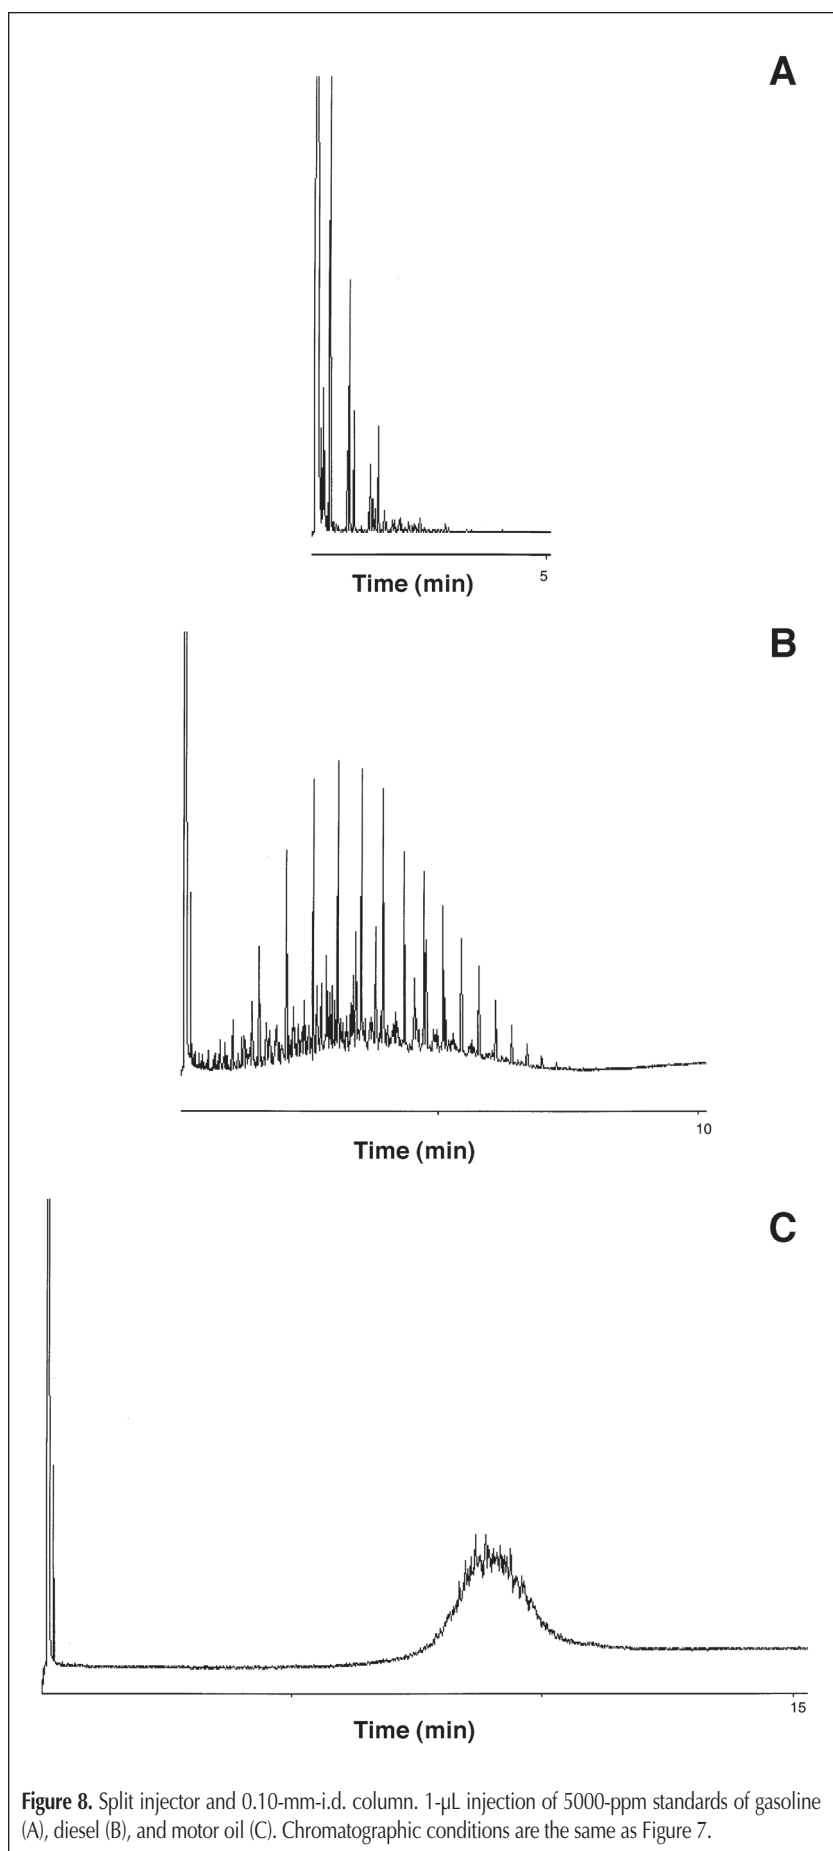 A
5
Time (min)
B
10
Time (min)
C
15
Time (min)
Figure 8. Split injector and 0.10-mm-i.d. column. 1-µL injection of 5000-ppm standards of gasoline
(A), diesel (B), and motor oil (C). Chromatographic conditions are the same as Figure 7.